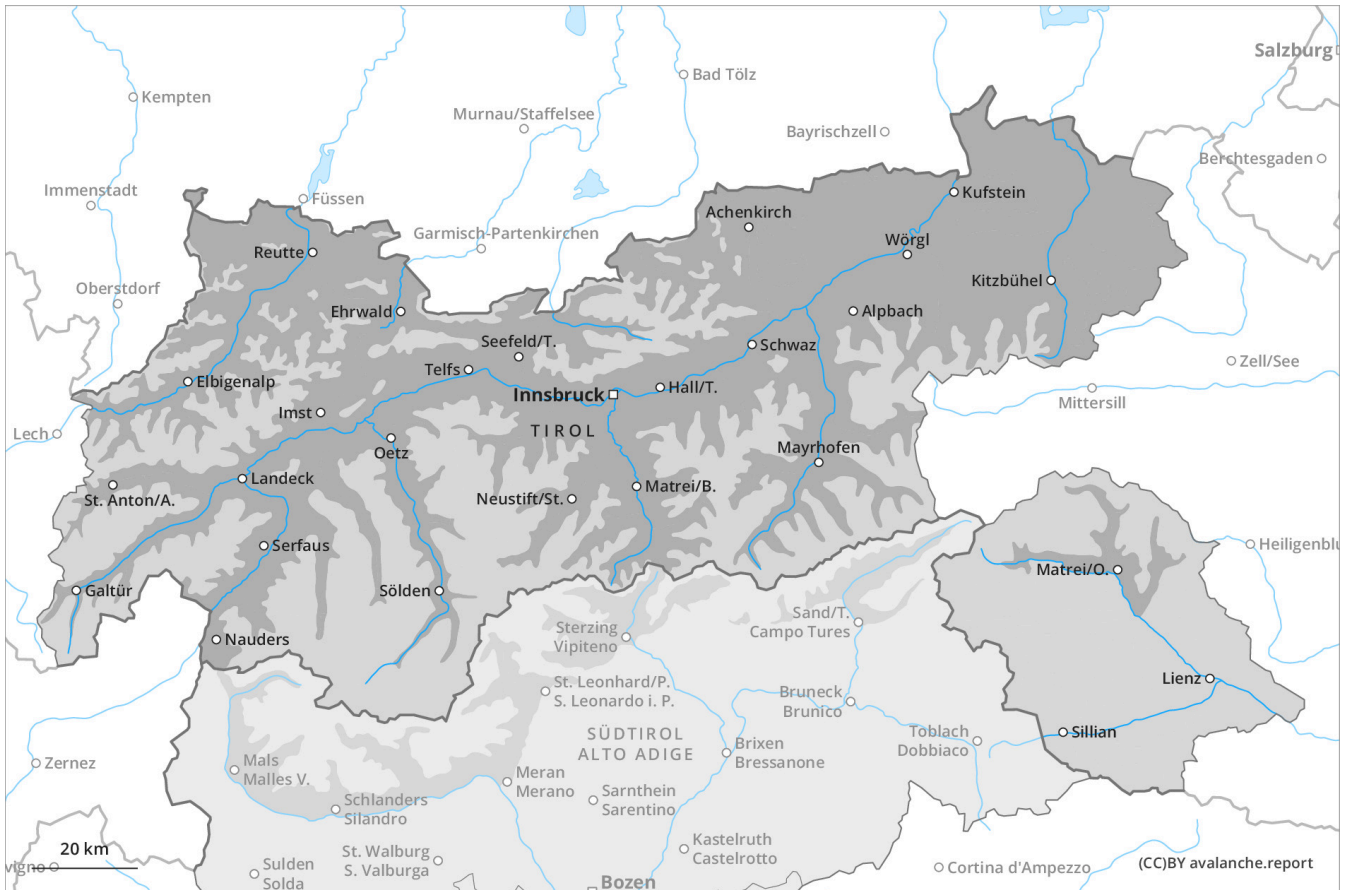 Salzburg
Bad Tölz
Kempten
Murnau/Staffelsee
Bayrischzell
Berchtesgaden
Immenstadt
Füssen
Kufstein
Achenkirch
Garmisch-Partenkirchen
Wörgl
Reutte
Kitzbühel
Oberstdorf
Ehrwald
Alpbach
Seefeld/T.
Schwaz
Zell/See
Telfs
Elbigenalp
Innsbruck
Hall/T.
Mittersill
Imst
TIROL
Lech
Oetz
Mayrhofen
Landeck
St. Anton/A.
Neustift/St.
Matrei/B.
Serfaus
Heiligenblu
Matrei/O.
Galtür
Sölden
Sand/T.
Campo Tures
Sterzing
Vipiteno
Nauders
Lienz
St. Leonhard/P.
S. Leonardo i. P.
Bruneck
Brunico
SÜDTIROL
ALTO ADIGE
Toblach
Dobbiaco
Sillian
Brixen
Bressanone
Zernez
Mals
Malles V.
Meran
Merano
Sarnthein
Sarentino
Schlanders
Silandro
20 km
Kastelruth
Castelrotto
St. Walburg
S. Valburga
vigno
Sulden
Solda
Cortina d'Ampezzo
(CC)BY avalanche.report
Bozen